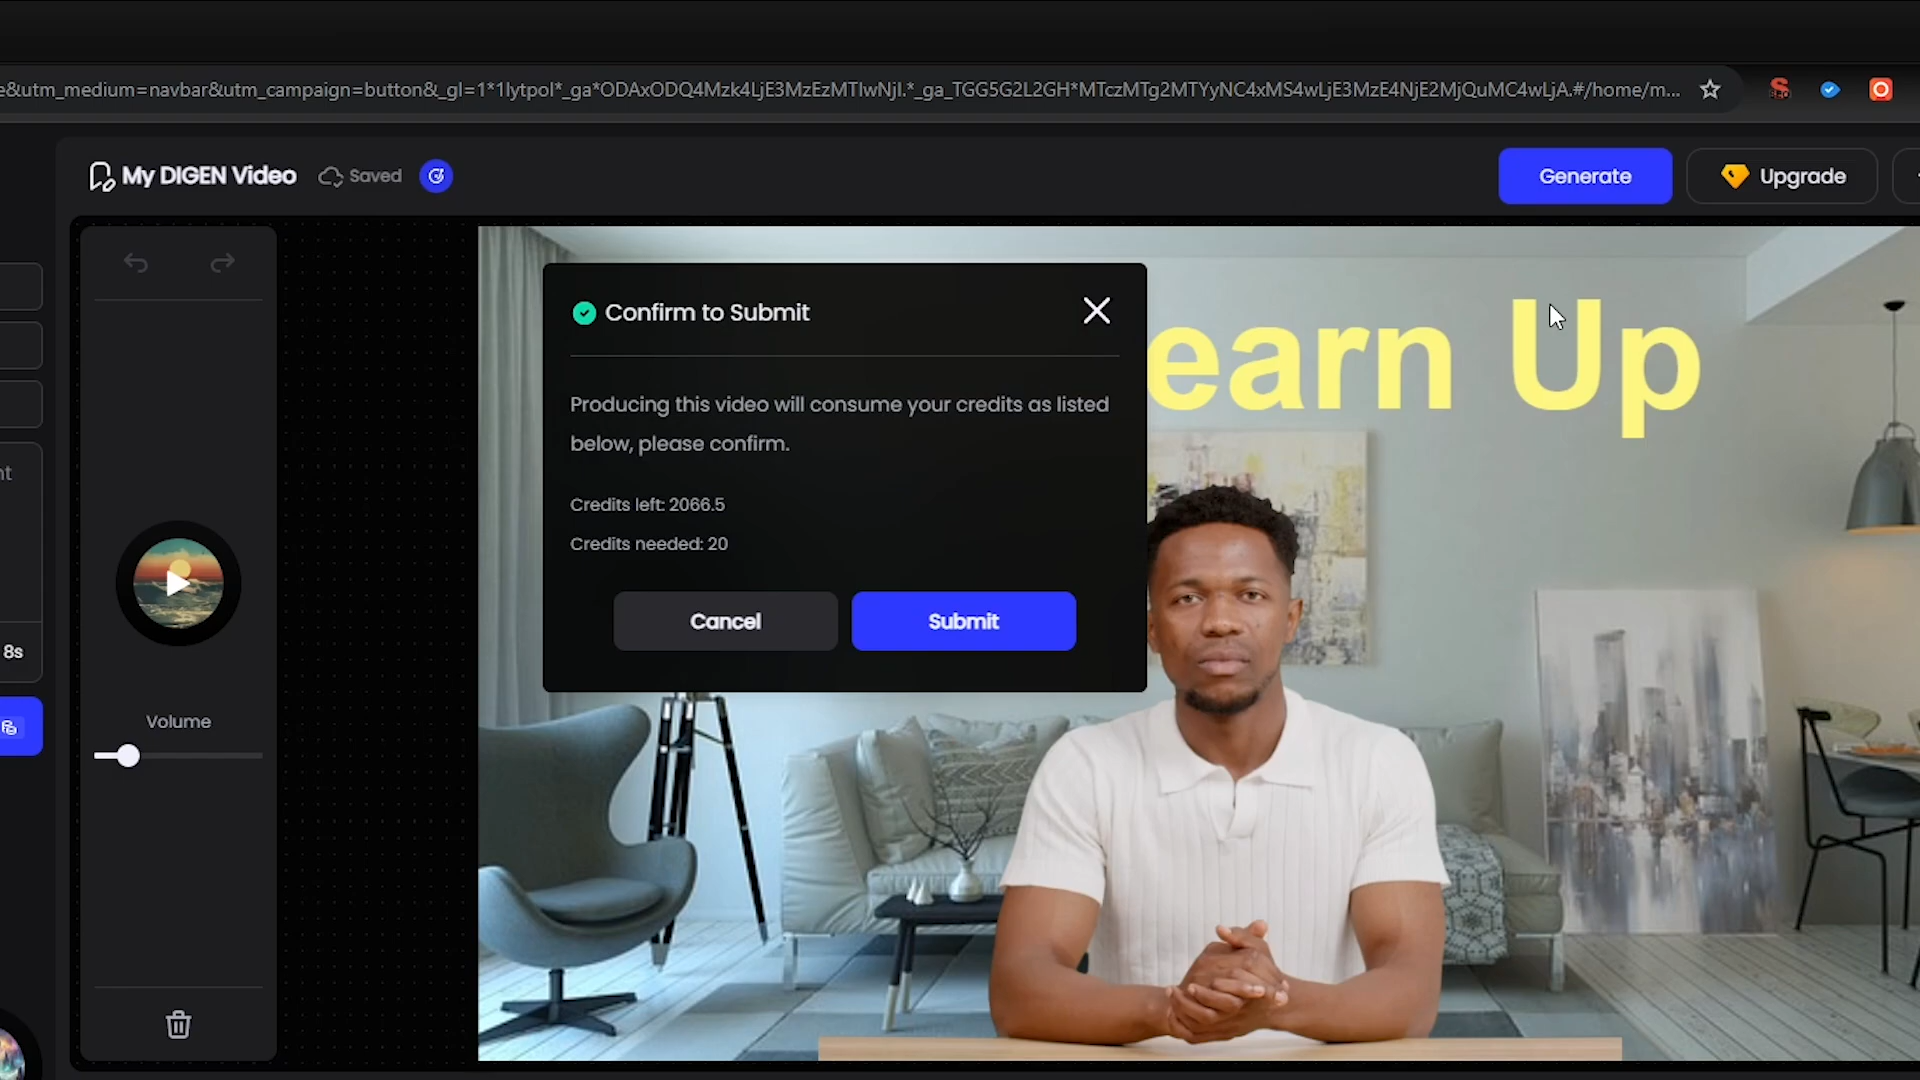 e&utm_medium=navbar&utm_campaign=button&_gl=1*1lytpol*_ga*ODAxODQ4Mzk4LjE3MzEzMTIwNjI.*_ga_TGG5G2L2GH*MTczMTg2MTYyNC4xMS4wLjE3MzE4NjE2MjQuMC4wLjA.#/home/m...
My DIGEN Video
Saved
Generate
Upgrade
Confirm to Submit
earn Up
Producing this video will consume your credits as listed
below, please confirm.
Credits left: 2066.5
Credits needed: 20
Cancel
Submit
nt
8s
Volume